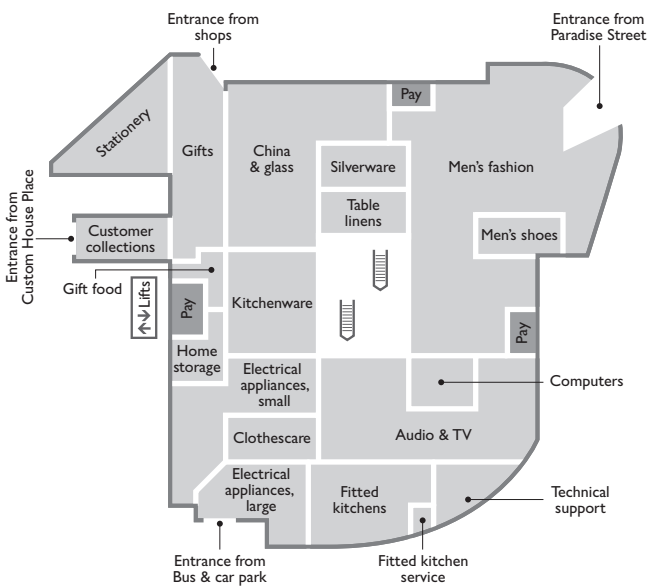 Entrance from
shops
Entrance from
Paradise Street
Pay
Stationery
Gifts
China
& glass
Silverware
Men's fashion
Table
linens
Men's shoes
Entrance from
Custom House Place
Customer
collections
Gift food
Lifts
Pay
Kitchenware
Pay
Home
storage
Electrical
appliances,
small
Computers
Clothescare
Audio & TV
Electrical
appliances,
large
Fitted
kitchens
Technical
support
Entrance from
Bus & car park
Fitted kitchen
service